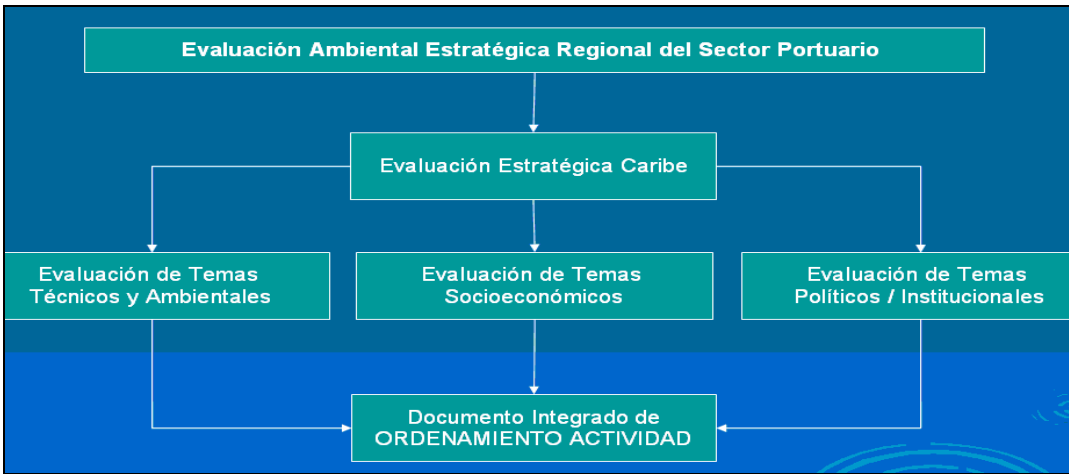 Evaluación Ambiental Estratégica Regional del Sector Portuario
Evaluación Estratégica Caribe
Evaluación de Temas
Técnicos y Ambientales
Evaluación de Temas
Socioeconómicos
Evaluación de Temas
Políticos / Institucionales
Documento Integrado de
ORDENAMIENTO ACTIVIDAD